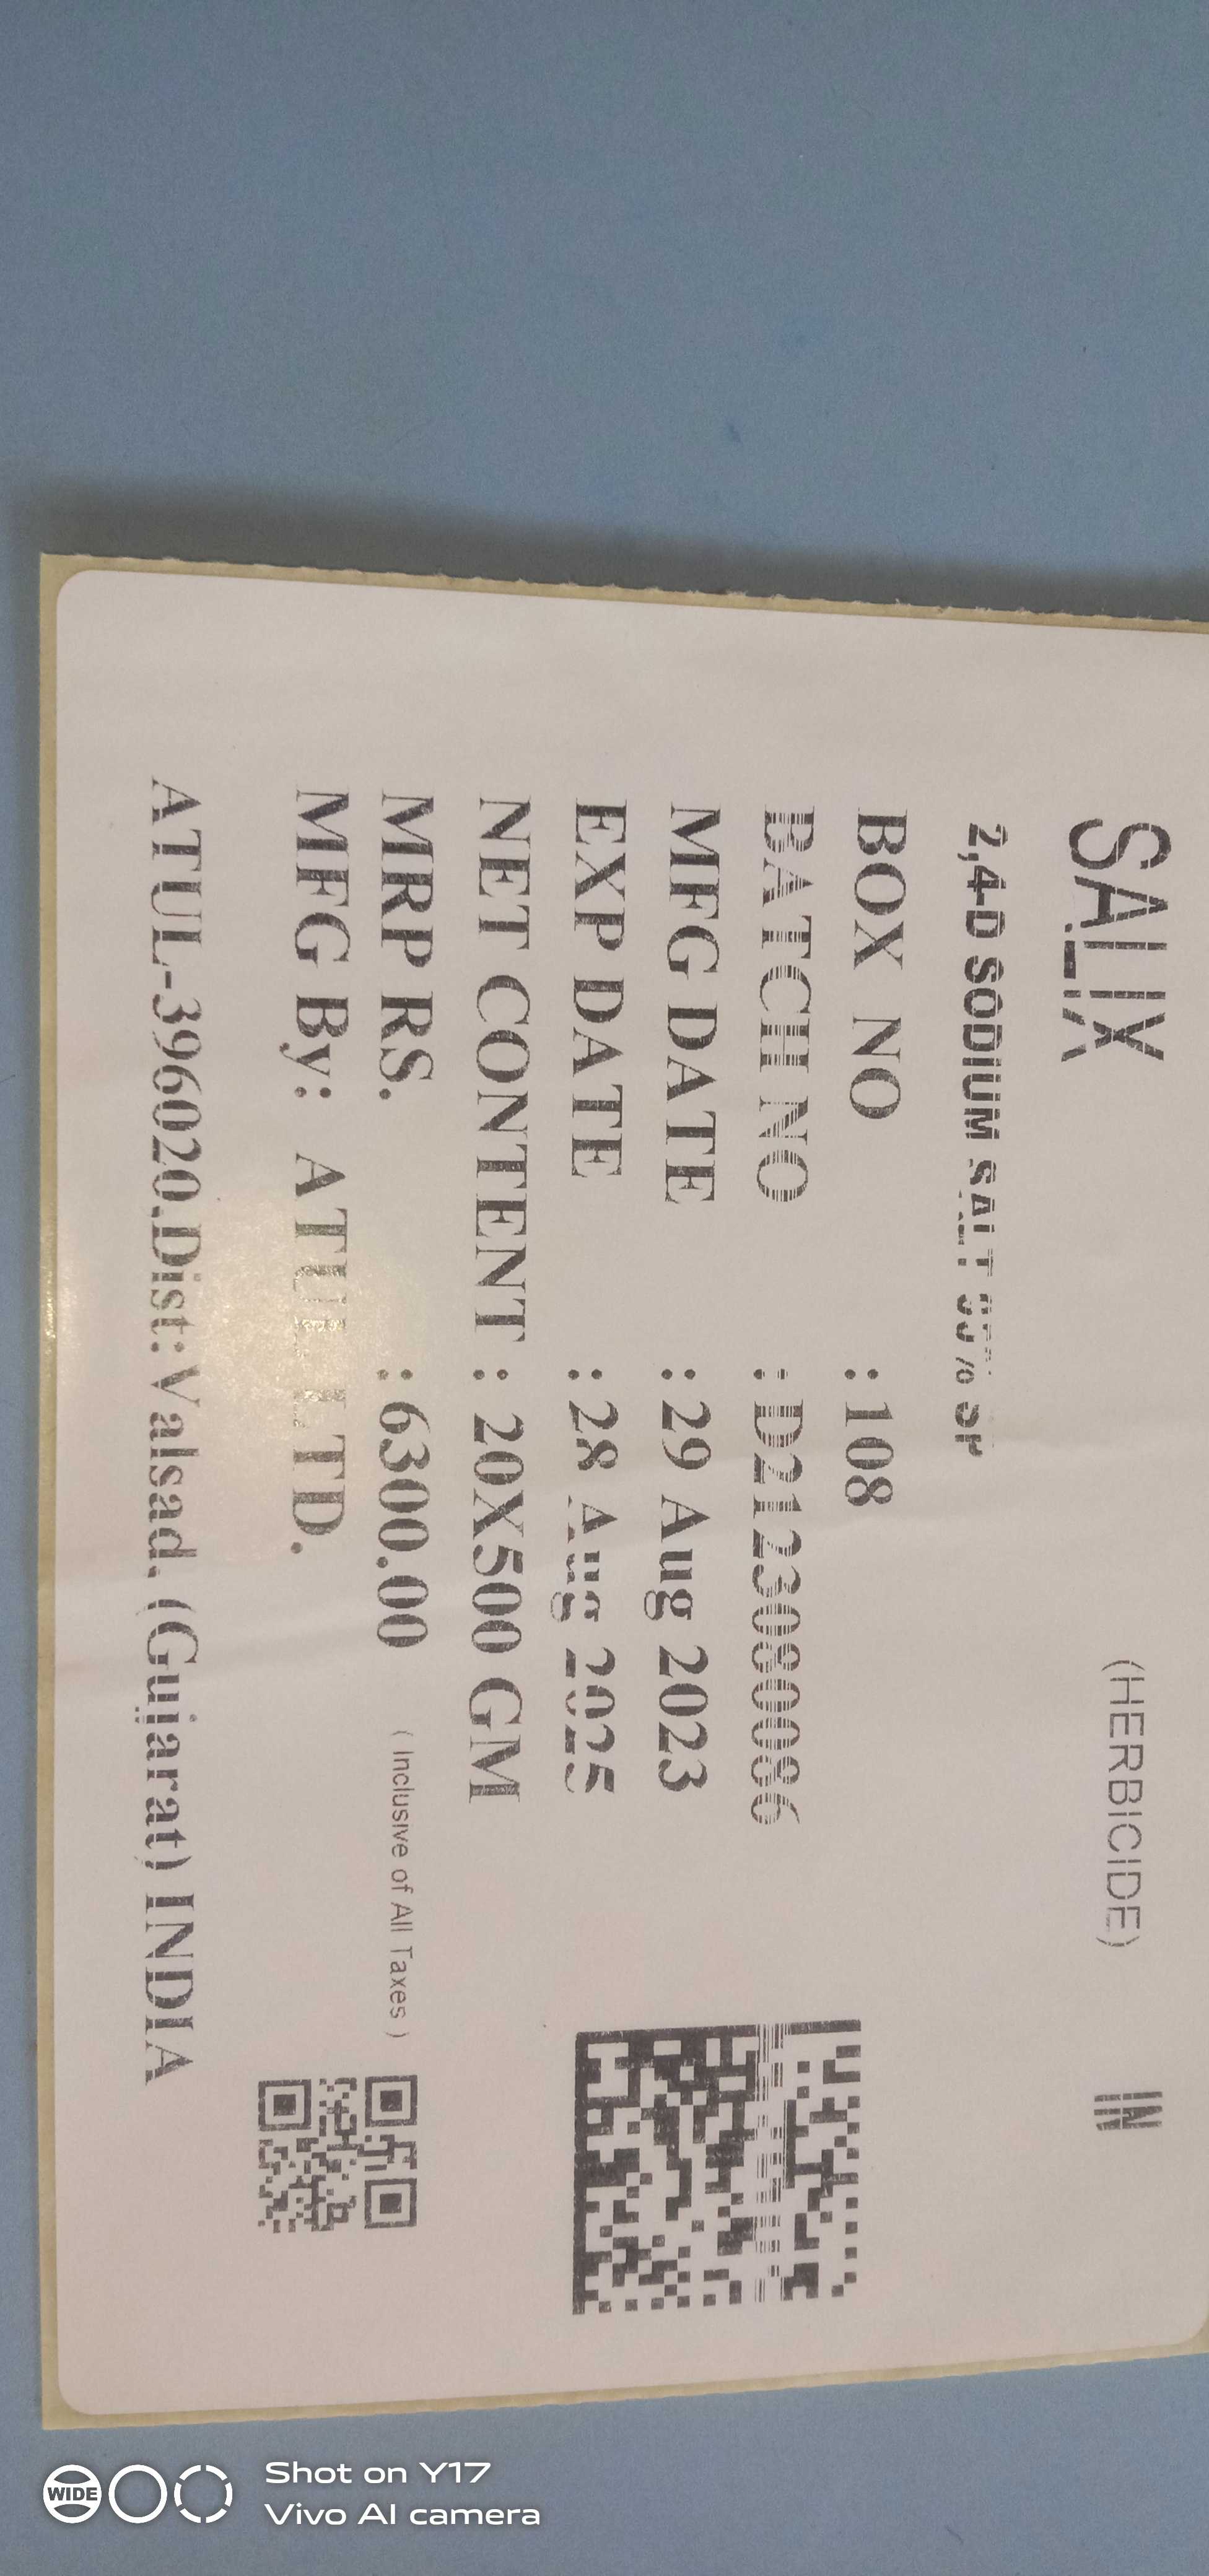 SALIX (HERBICIDE) IN
2,4-D SODIUM SALT
BOX NO :108
BATCH NO
MFG DATE :29 Aug 2023
EXP DATE :28 Aug 2025
NET CONTENT : 20X500 GM
MRP RS. :6300.00 ( Inclusive of All Taxes )
MFG By: ATUL LTD.
ATUL-396020.Dist:Valsad. (Gujarat) INDIA
WIDE
Shot on Y17
Vivo AI camera